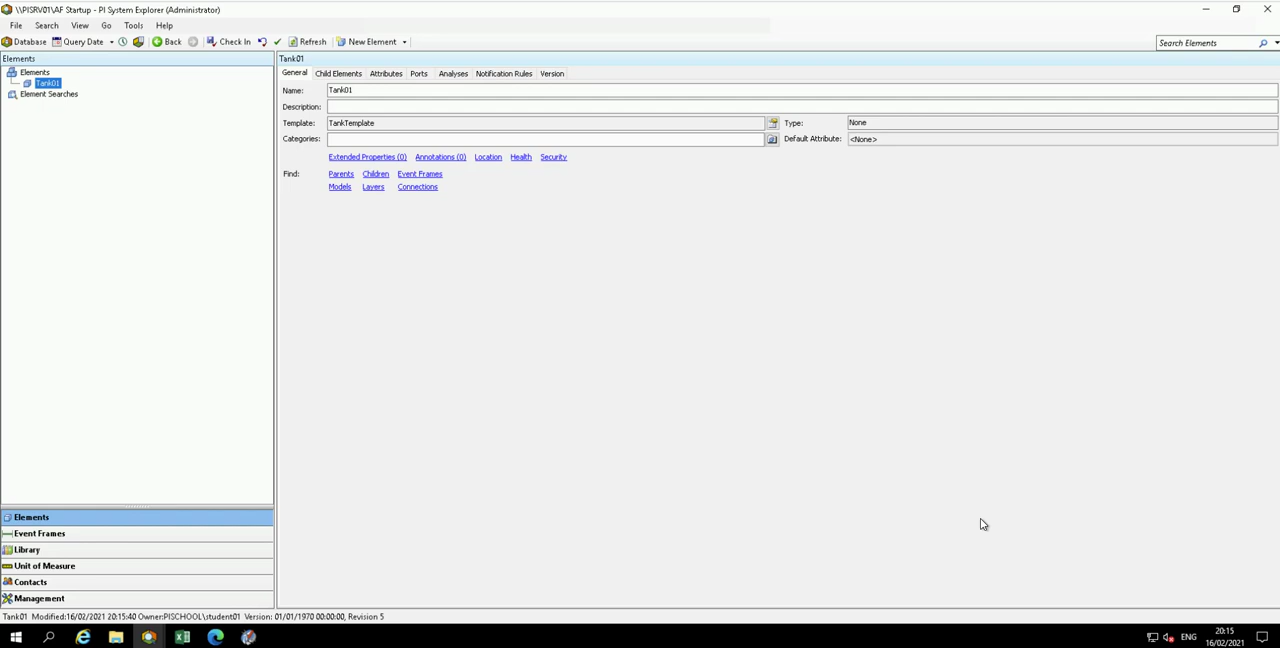 \\PISRV01\AF Startup - PI System Explorer (Administrator)
File Search View Go Tools Help
Database Query Date Back Check In Refresh New Element Search Elements
Elements
Elements
Tank01
Element Searches
Tank01
General Child Elements Attributes Ports Analyses Notification Rules Version
Name: Tank01
Description:
Template: TankTemplate Type: None
Categories: Default Attribute: <None>
Extended Properties (0) Annotations (0) Location Health Security
Find: Parents Children Event Frames
Models Layers Connections
Elements
Event Frames
Library
Unit of Measure
Contacts
Management
Tank01 Modified:16/02/2021 20:15:40 Owner:PISCHOOL\student01 Version: 01/01/1970 00:00:00, Revision 5
ENG 20:15
16/02/2021